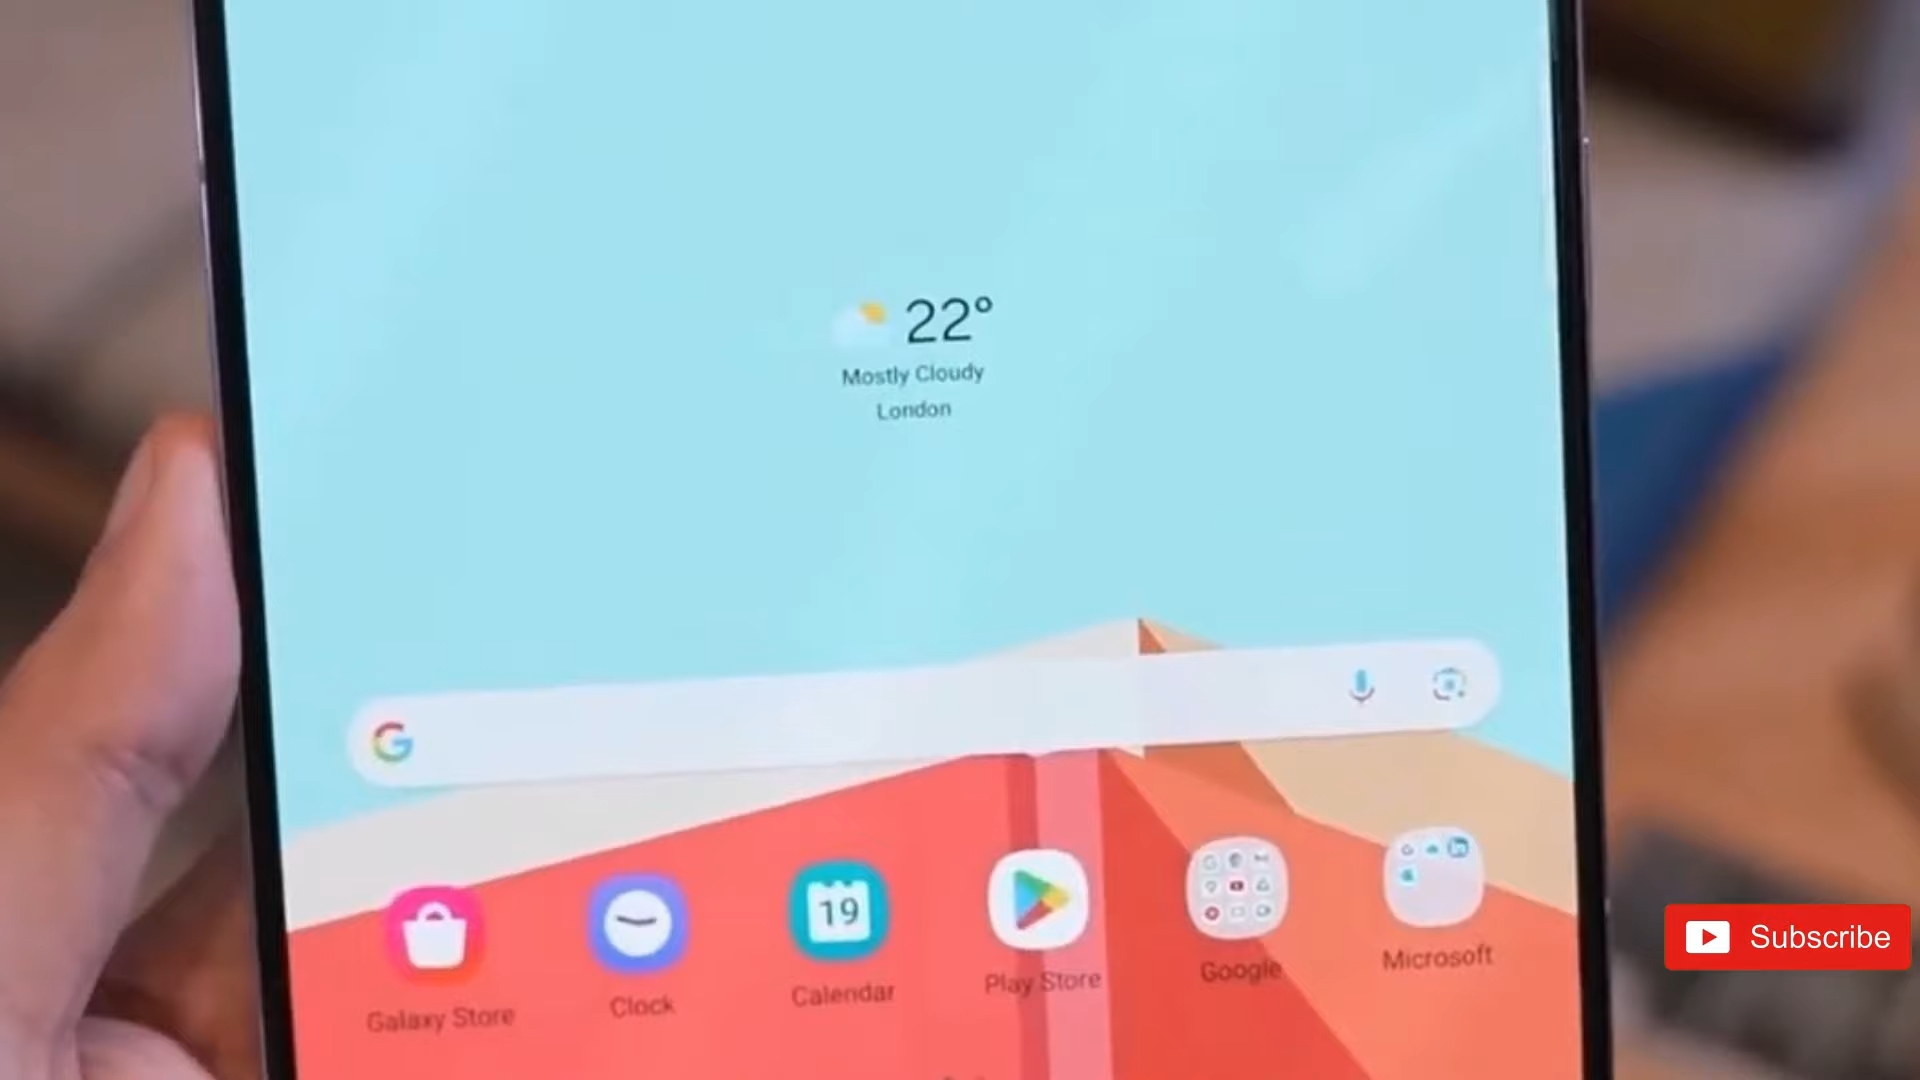 22°
Mostly Cloudy
London
G
19
Galaxy Store
Clock
Calendar
Play Store
Google
Microsoft
Subscribe